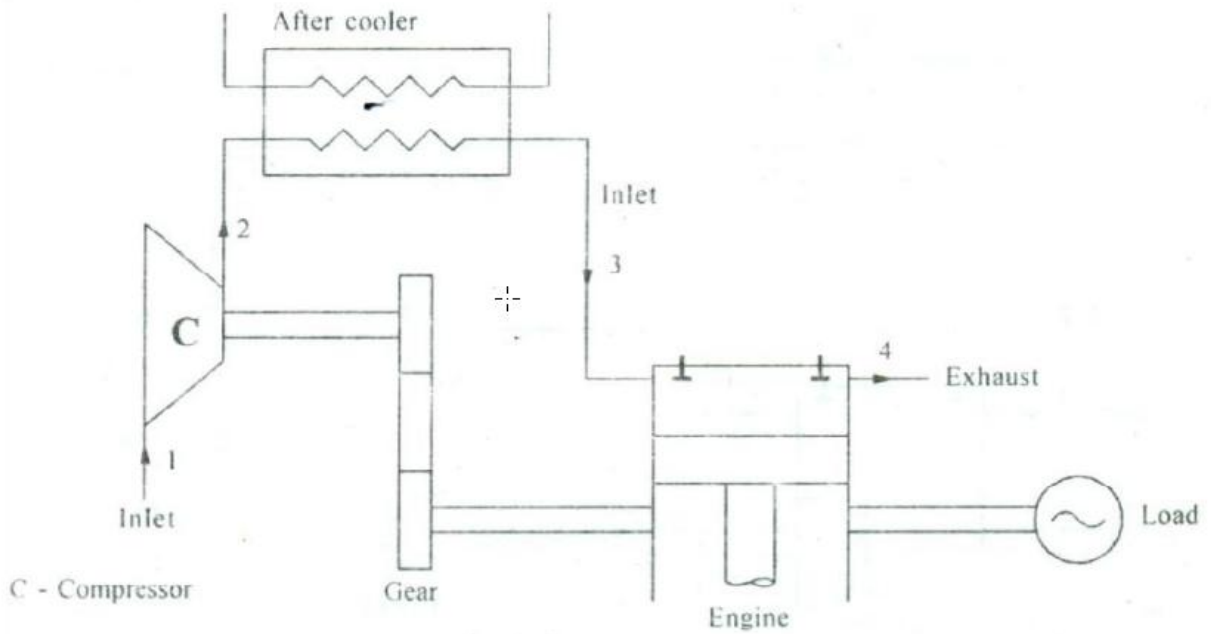 After cooler
Inlet
2
3
C
4
Exhaust
1
Inlet
Load
C - Compressor
Gear
Engine